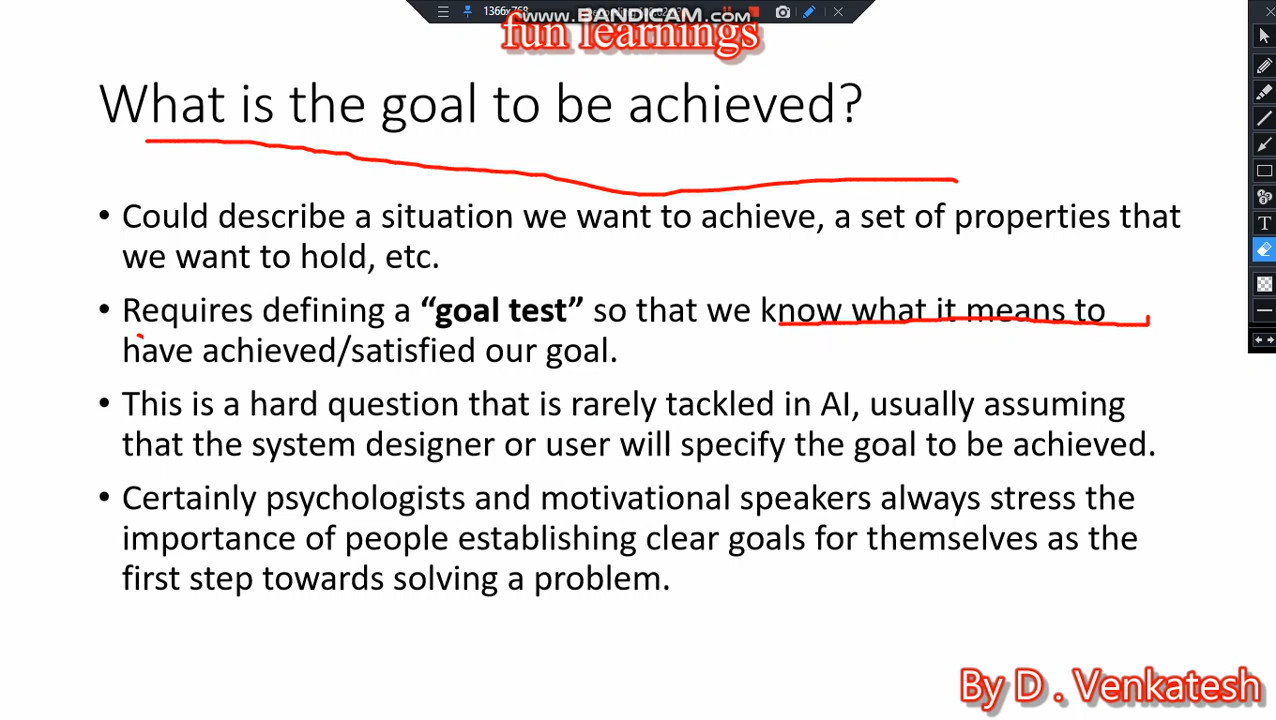 1366x768
www.BANDICAM.com
fun learnings
What is the goal to be achieved?
• Could describe a situation we want to achieve, a set of properties that
we want to hold, etc.
• Requires defining a “goal test” so that we know what it means to
have achieved/satisfied our goal.
• This is a hard question that is rarely tackled in AI, usually assuming
that the system designer or user will specify the goal to be achieved.
• Certainly psychologists and motivational speakers always stress the
importance of people establishing clear goals for themselves as the
first step towards solving a problem.
By D . Venkatesh